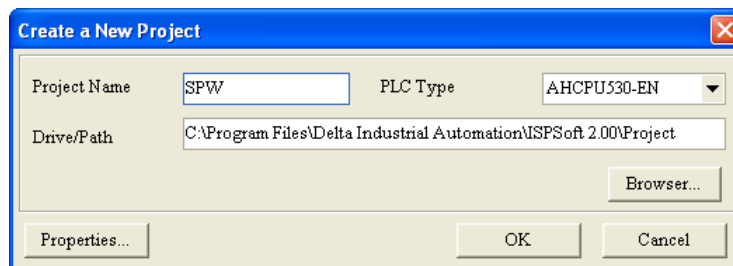 Create a New Project
Project Name SPW PLC Type AHCPU530-EN
Drive/Path C:\Program Files\Delta Industrial Automation\ISPSoft 2.00\Project
Browser...
Properties... OK Cancel